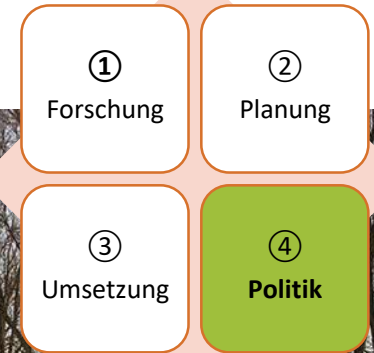 ①
Forschung
②
Planung
③
Umsetzung
④
Politik